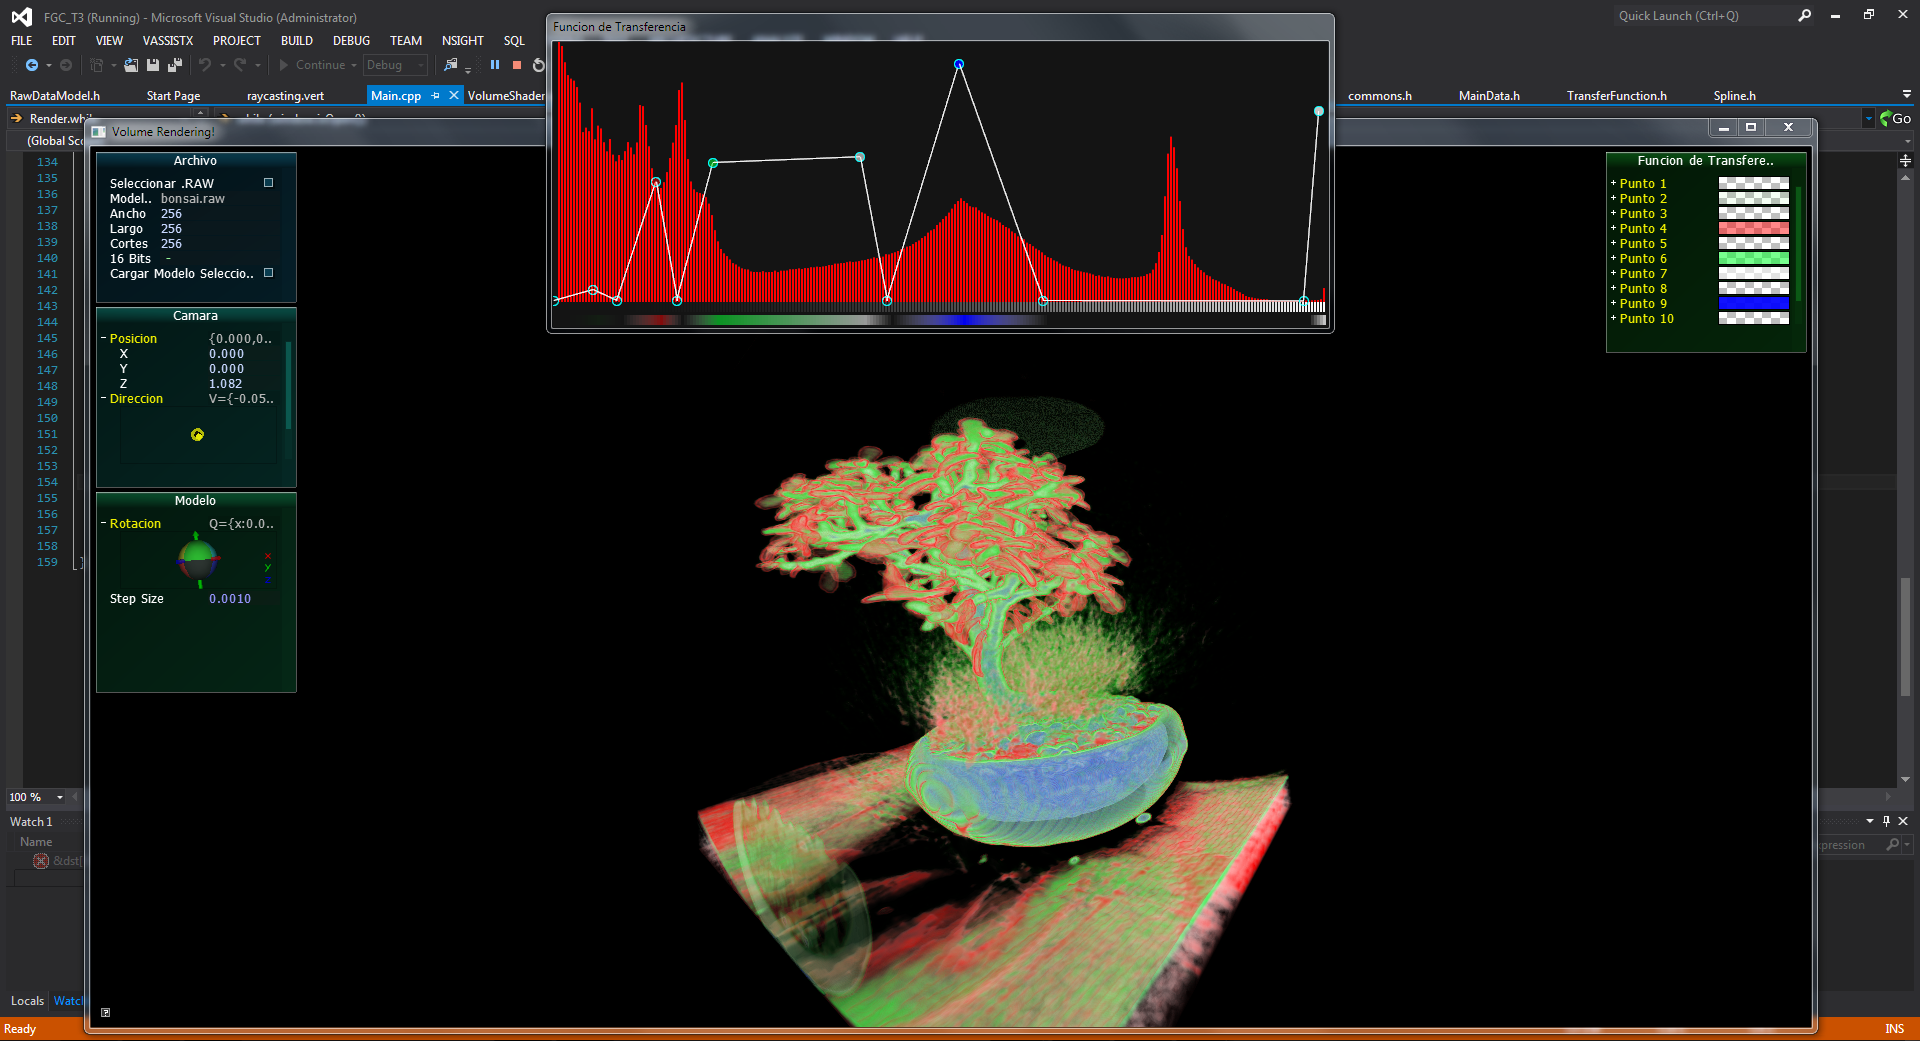 FGC_T3 (Running) - Microsoft Visual Studio (Administrator)
Quick Launch (Ctrl+Q)
FILE EDIT VIEW VASSISTX PROJECT BUILD DEBUG TEAM NSIGHT SQL
Continue Debug
RawDataModel.h Start Page raycasting.vert Main.cpp VolumeShader commons.h MainData.h TransferFunction.h Spline.h
Render.whil
Go
(Global Sco
Funcion de Transferencia
Volume Rendering!
134
135
136
137
138
139
140
141
142
143
144
145
146
147
148
149
150
151
152
153
154
155
156
157
158
159
Archivo
Seleccionar .RAW
Model.. bonsai.raw
Ancho 256
Largo 256
Cortes 256
16 Bits -
Cargar Modelo Seleccio..
Camara
- Posicion {0.000,0..
X 0.000
Y 0.000
Z 1.082
- Direccion V={-0.05..
Modelo
- Rotacion Q={x:0.0..
X
Y
Step Size 0.0010
Funcion de Transfere..
+ Punto 1
+ Punto 2
+ Punto 3
+ Punto 4
+ Punto 5
+ Punto 6
+ Punto 7
+ Punto 8
+ Punto 9
+ Punto 10
100 %
Watch 1
Name
&dst[
xpression
Locals Watch
?
Ready
INS